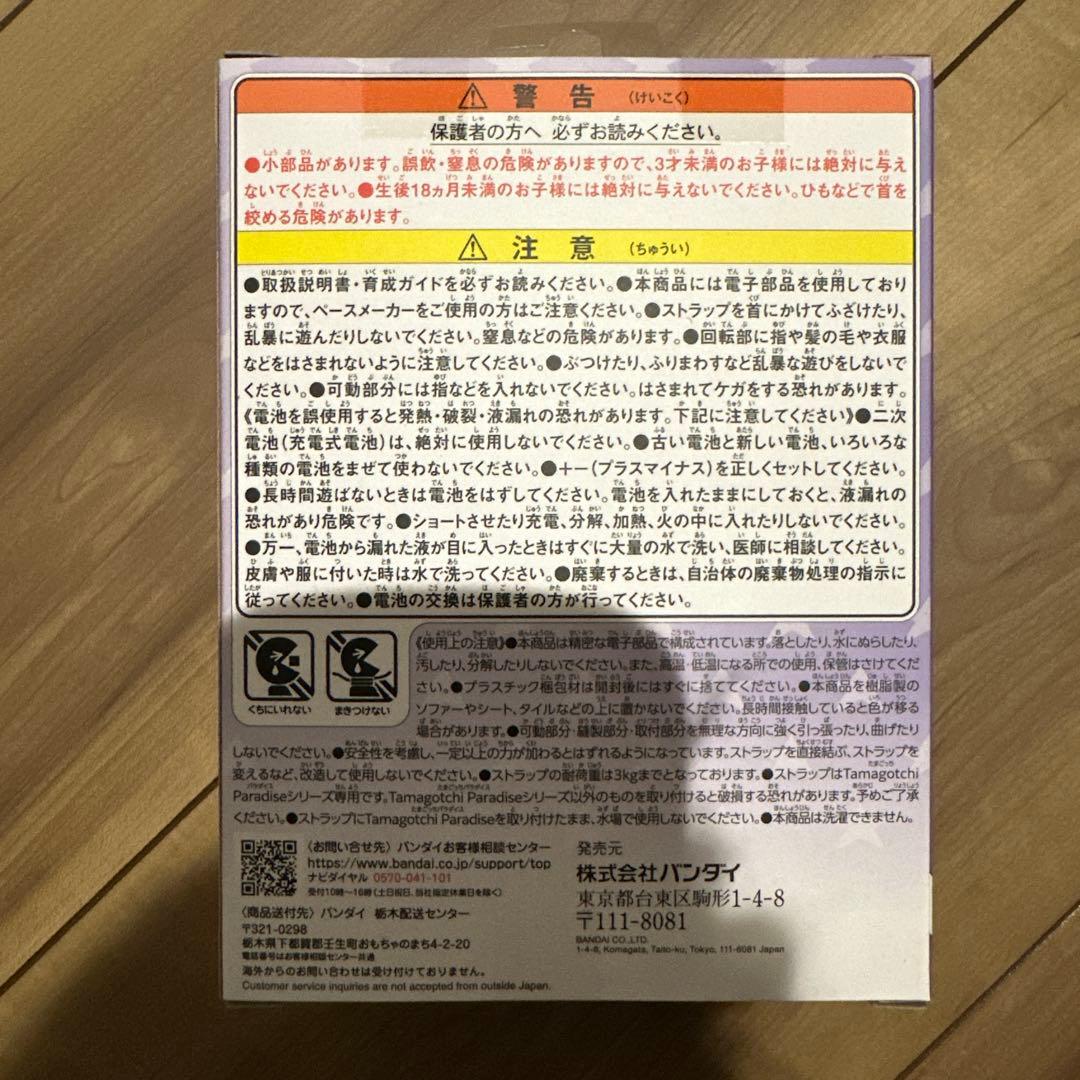 ⚠ 警告 (けいこく)
保護者の方へ 必ずお読みください。
●小部品があります。誤飲・窒息の危険がありますので、3才未満のお子様には絶対に与え
ないでください。●生後18ヵ月未満のお子様には絶対に与えないでください。ひもなどで首を
絞める危険があります。
⚠ 注意 (ちゅうい)
●取扱説明書・育成ガイドを必ずお読みください。●本商品には電子部品を使用しており
ますので、ペースメーカーをご使用の方はご注意ください。●ストラップを首にかけてふざけたり、
乱暴に遊んだりしないでください。窒息などの危険があります。●回転部に指や髪の毛や衣服
などをはさまれないように注意してください。●ぶつけたり、ふりまわすなど乱暴な遊びをしないで
ください。●可動部分には指などを入れないでください。はさまれてケガをする恐れがあります。
《電池を誤使用すると発熱・破裂・液漏れの恐れがあります。下記に注意してください》●二次
電池(充電式電池)は、絶対に使用しないでください。●古い電池と新しい電池、いろいろな
種類の電池をまぜて使わないでください。●+−(プラスマイナス)を正しくセットしてください。
●長時間遊ばないときは電池をはずしてください。電池を入れたままにしておくと、液漏れの
恐れがあり危険です。●ショートさせたり充電、分解、加熱、火の中に入れたりしないでください。
●万一、電池から漏れた液が目に入ったときはすぐに大量の水で洗い、医師に相談してください。
皮膚や服に付いた時は水で洗ってください。●廃棄するときは、自治体の廃棄物処理の指示に
従ってください。●電池の交換は保護者の方が行ってください。
くちにいれない
まきつけない
《使用上の注意》●本商品は精密な電子部品で構成されています。落としたり、水にぬらしたり、
汚したり、分解したりしないでください。また、高温・低温になる所での使用、保管はさけてくだ
さい。●プラスチック梱包材は開封後にはすぐに捨ててください。●本商品を樹脂製の
ソファーやシート、タイルなどの上に置かないでください。長時間接触していると色が移る
場合があります。●可動部分・縫製部分・取付部分を無理な方向に強く引っ張ったり、曲げたり
しないでください。●安全性を考慮し、一定以上の力が加わるとはずれるようになっています。ストラップを直接結ぶ、ストラップを
変えるなど、改造して使用しないでください。●ストラップの耐荷重は3kgまでとなっております。●ストラップはTamagotchi
Paradiseシリーズ専用です。Tamagotchi Paradiseシリーズ以外のものを取り付けると破損する恐れがあります。予めご了承
ください。●ストラップにTamagotchi Paradiseを取り付けたまま、水場で使用しないでください。●本商品は洗濯できません。
〈お問い合せ先〉バンダイお客様相談センター
https://www.bandai.co.jp/support/top
ナビダイヤル 0570-041-101
受付10時〜16時(土日祝日、当社指定休業日を除く)
〈商品送付先〉バンダイ 栃木配送センター
〒321-0298
栃木県下都賀郡壬生町おもちゃのまち4-2-20
電話番号はお客様相談センター共通
海外からのお問い合わせは受け付けておりません。
Customer service inquiries are not accepted from outside Japan.
発売元
株式会社バンダイ
東京都台東区駒形1-4-8
〒111-8081
BANDAI CO.,LTD.
1-4-8, Komagata, Taito-ku, Tokyo, 111-8081 Japan